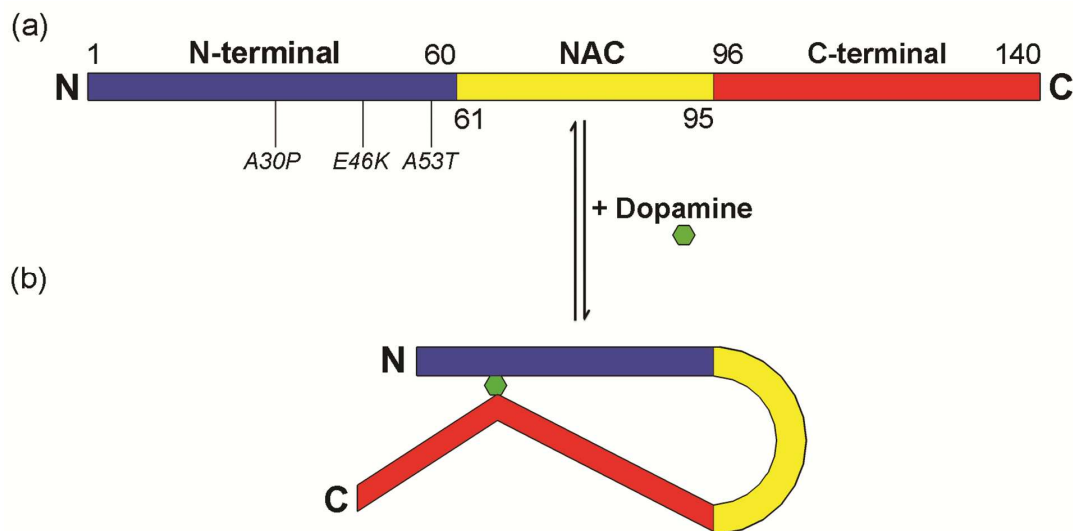 (a)
1 N-terminal 60 NAC 96 C-terminal 140
N C
61 95
A30P E46K A53T
+ Dopamine
(b)
N
C